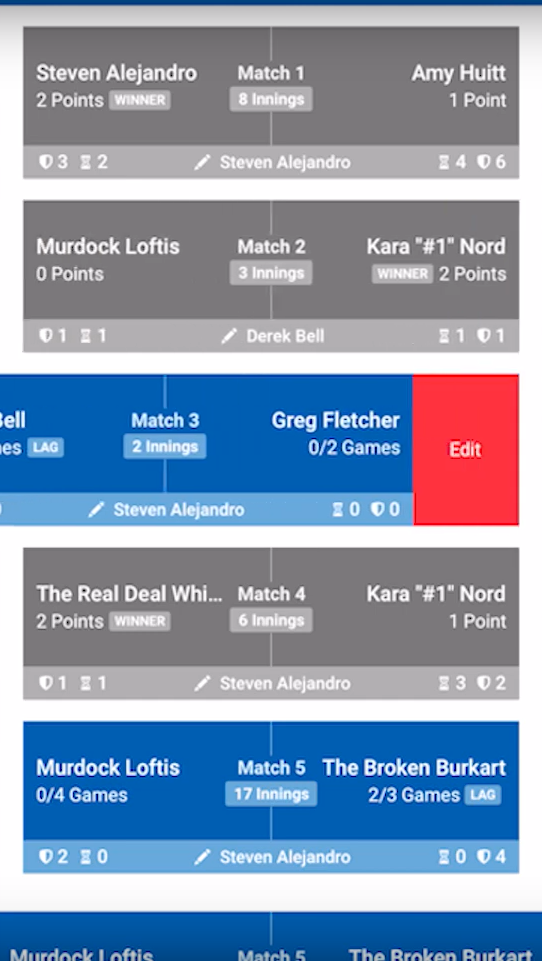 Steven Alejandro Match 1 Amy Huitt
2 Points WINNER 8 Innings 1 Point
3 2 Steven Alejandro 4 6
Murdock Loftis Match 2 Kara "#1" Nord
0 Points 3 Innings WINNER 2 Points
1 1 Derek Bell 1 1
Bell Match 3 Greg Fletcher
es LAG 2 Innings 0/2 Games Edit
Steven Alejandro 0 0
The Real Deal Whi... Match 4 Kara "#1" Nord
2 Points WINNER 6 Innings 1 Point
1 1 Steven Alejandro 3 2
Murdock Loftis Match 5 The Broken Burkart
0/4 Games 17 Innings 2/3 Games LAG
2 0 Steven Alejandro 0 4
Murdock Loftis Match 5 The Broken Burkart